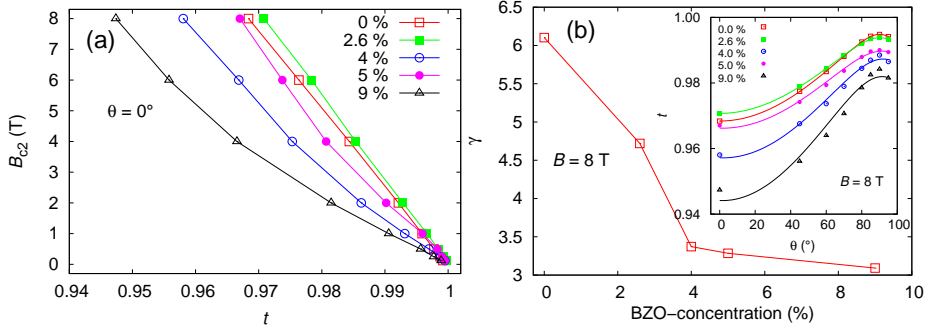 (a)
0 %
2.6 %
4 %
5 %
9 %
θ = 0°
B_c2 (T)
8
7
6
5
4
3
2
1
0
0.94 0.95 0.96 0.97 0.98 0.99 1
t
(b)
γ
6.5
6
5.5
5
4.5
4
3.5
3
0 2 4 6 8 10
BZO−concentration (%)
B = 8 T
0.0 %
2.6 %
4.0 %
5.0 %
9.0 %
t
1.00
0.98
0.96
0.94
0 20 40 60 80 100
θ (°)
B = 8 T